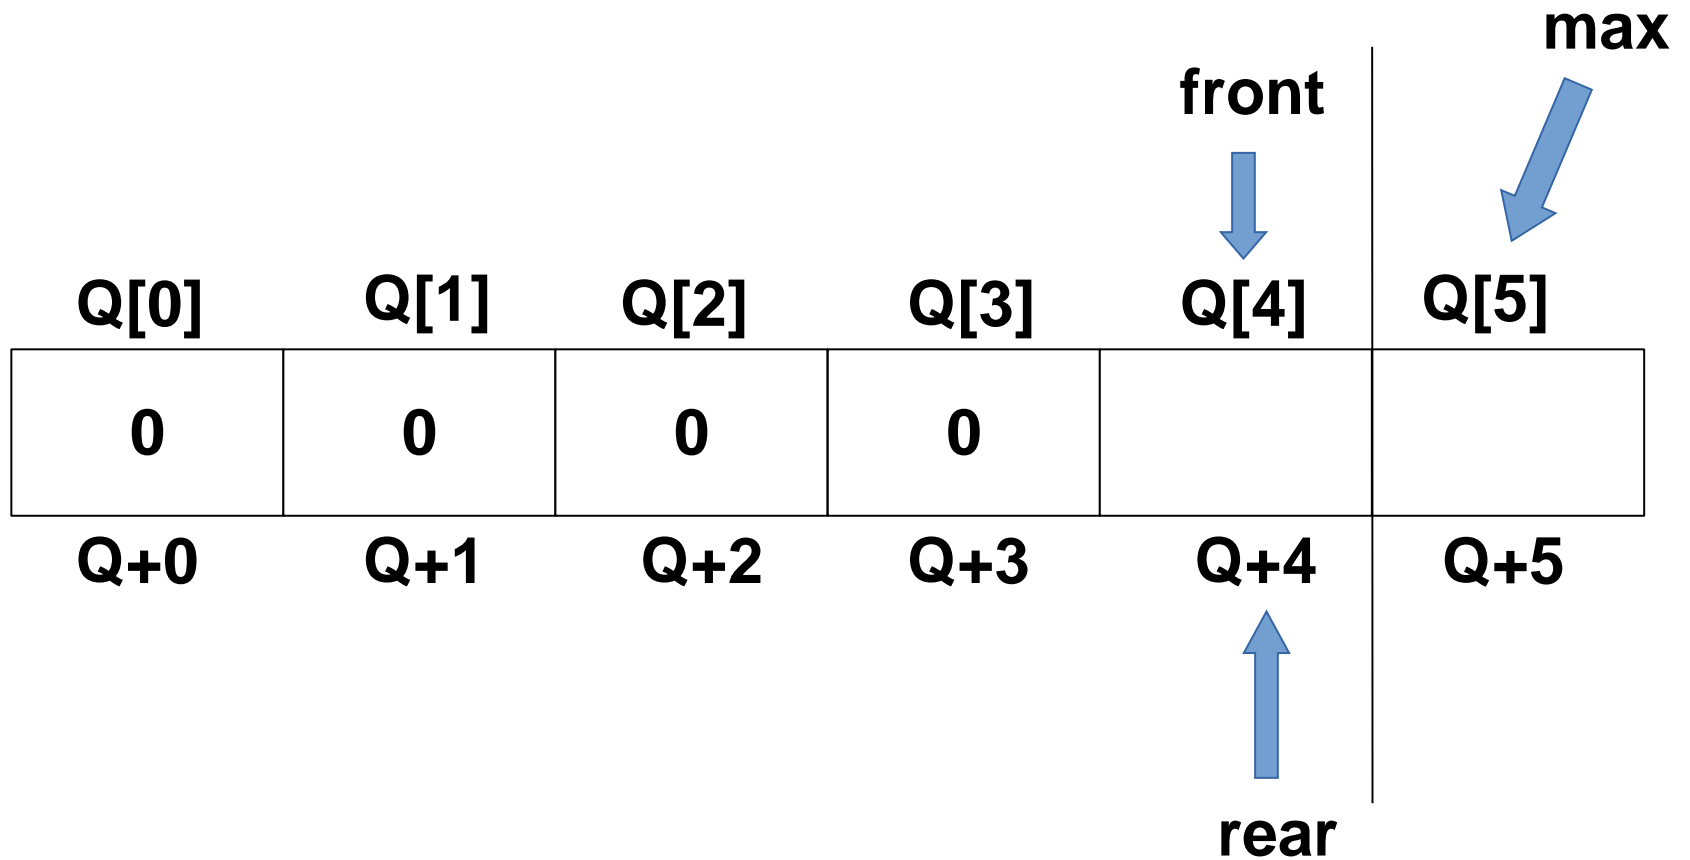 max
front
Q[0] Q[1] Q[2] Q[3] Q[4] Q[5]
0 0 0 0
Q+0 Q+1 Q+2 Q+3 Q+4 Q+5
rear